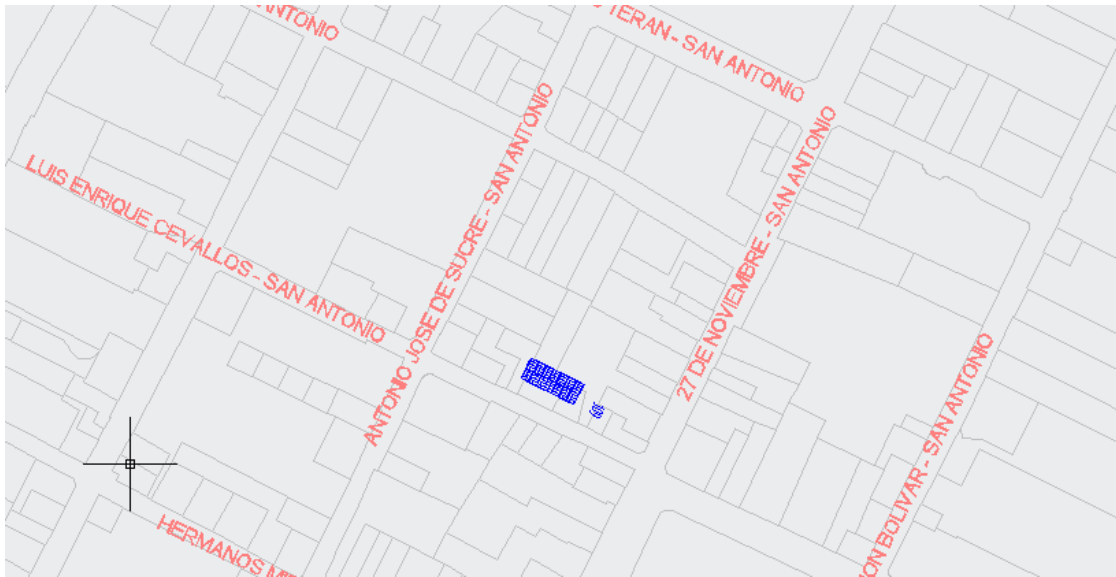 ANTONIO
TERAN - SAN ANTONIO
LUIS ENRIQUE CEVALLOS - SAN ANTONIO
ANTONIO JOSE DE SUCRE - SAN ANTONIO
27 DE NOVIEMBRE - SAN ANTONIO
ON BOLIVAR - SAN ANTONIO
HERMANOS